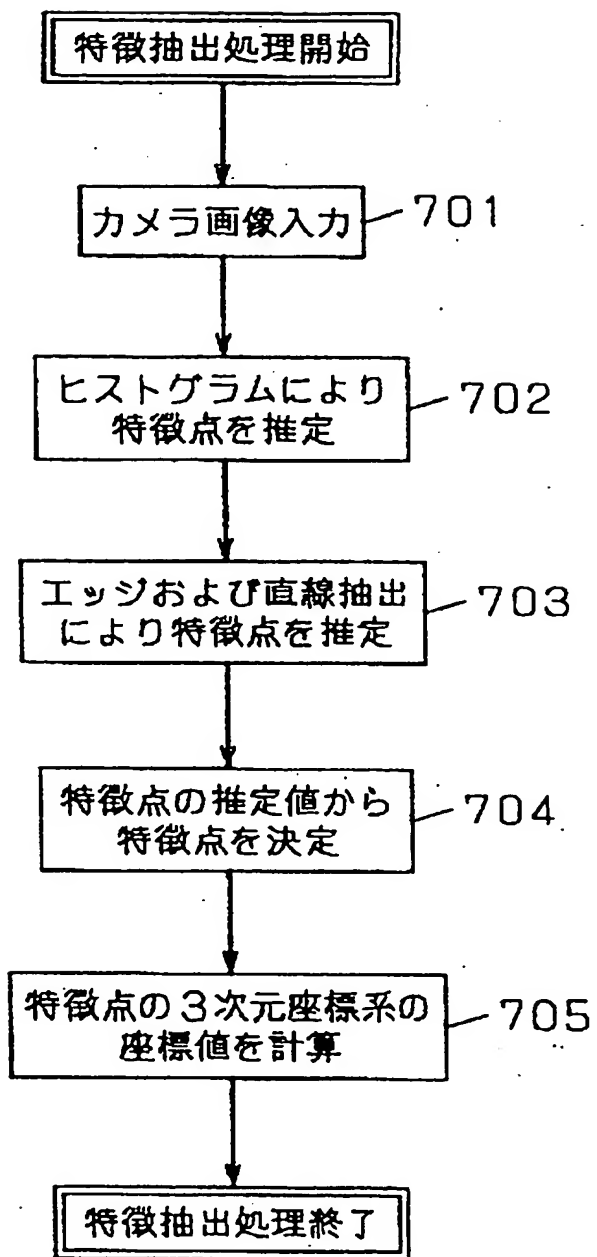 特徴抽出処理開始
カメラ画像入力
701
ヒストグラムにより
特徴点を推定
702
エッジおよび直線抽出
により特徴点を推定
703
特徴点の推定値から
特徴点を決定
704
特徴点の3次元座標系の
座標値を計算
705
特徴抽出処理終了